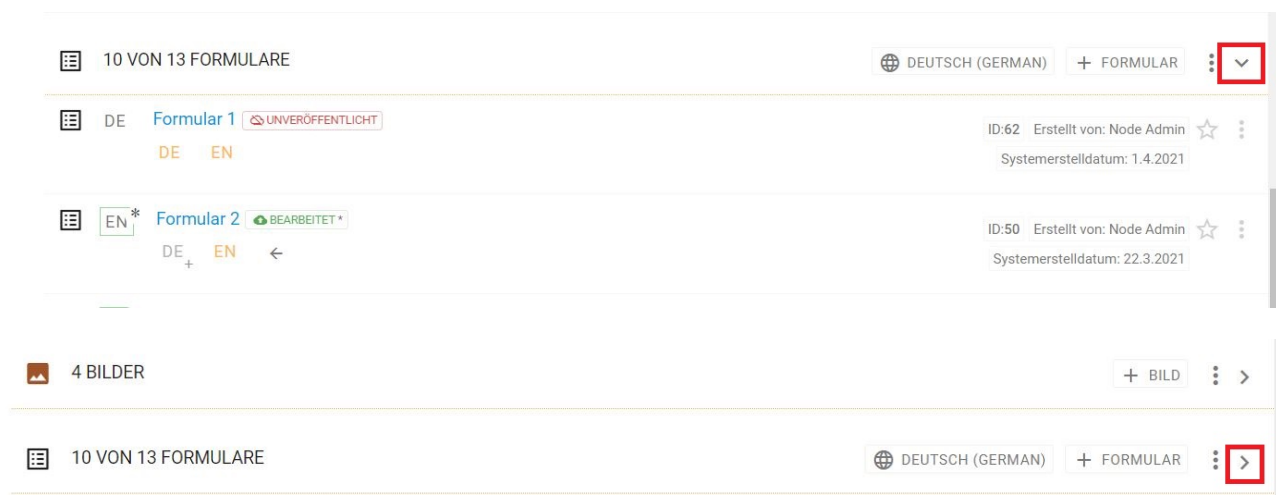 10 VON 13 FORMULARE DEUTSCH (GERMAN) + FORMULAR
DE Formular 1 UNVERÖFFENTLICHT ID:62 Erstellt von: Node Admin
DE EN Systemerstelldatum: 1.4.2021
EN* Formular 2 BEARBEITET * ID:50 Erstellt von: Node Admin
DE+ EN ← Systemerstelldatum: 22.3.2021
4 BILDER + BILD
10 VON 13 FORMULARE DEUTSCH (GERMAN) + FORMULAR